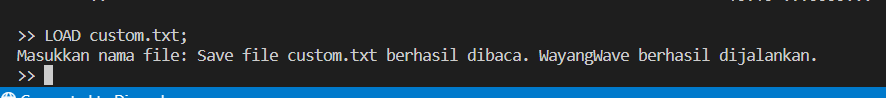 >> LOAD custom.txt;
Masukkan nama file: Save file custom.txt berhasil dibaca. WayangWave berhasil dijalankan.
>>